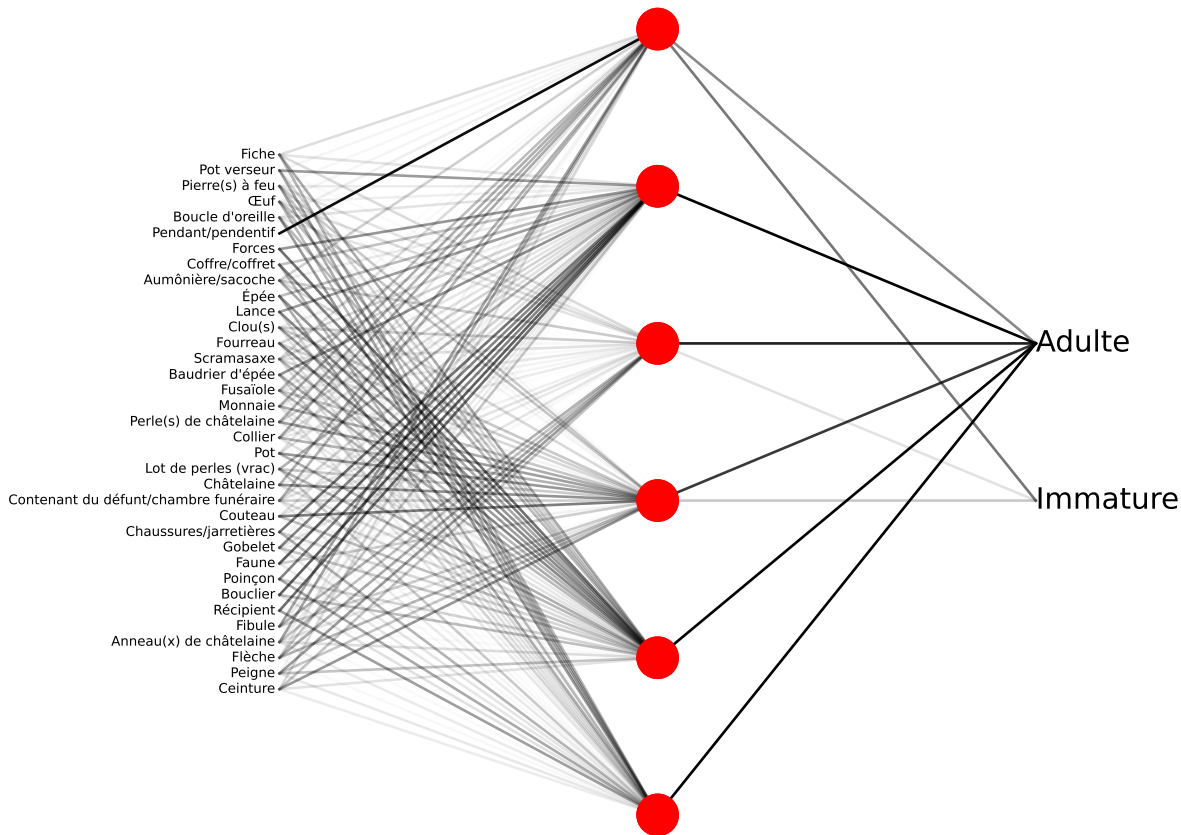 Fiche
Pot verseur
Pierre(s) à feu
Œuf
Boucle d'oreille
Pendant/pendentif
Forces
Coffre/coffret
Aumônière/sacoche
Épée
Lance
Clou(s)
Fourreau
Scramasaxe
Baudrier d'épée
Fusaïole
Monnaie
Perle(s) de châtelaine
Collier
Pot
Lot de perles (vrac)
Châtelaine
Contenant du défunt/chambre funéraire
Couteau
Chaussures/jarretières
Gobelet
Faune
Poinçon
Bouclier
Récipient
Fibule
Anneau(x) de châtelaine
Flèche
Peigne
Ceinture
Adulte
Immature